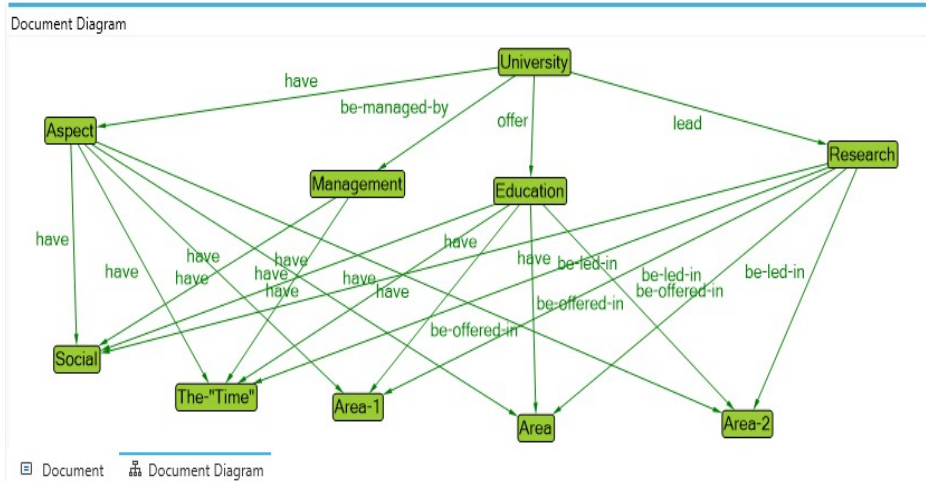 Document Diagram
University
have
be-managed-by
offer
lead
Aspect
Research
Management
Education
have
have
have
have
be-led-in
be-led-in
be-led-in
have
have
have
have
have
be-offered-in
have
have
be-offered-in
be-offered-in
Social
The-"Time"
Area-1
Area
Area-2
Document
Document Diagram